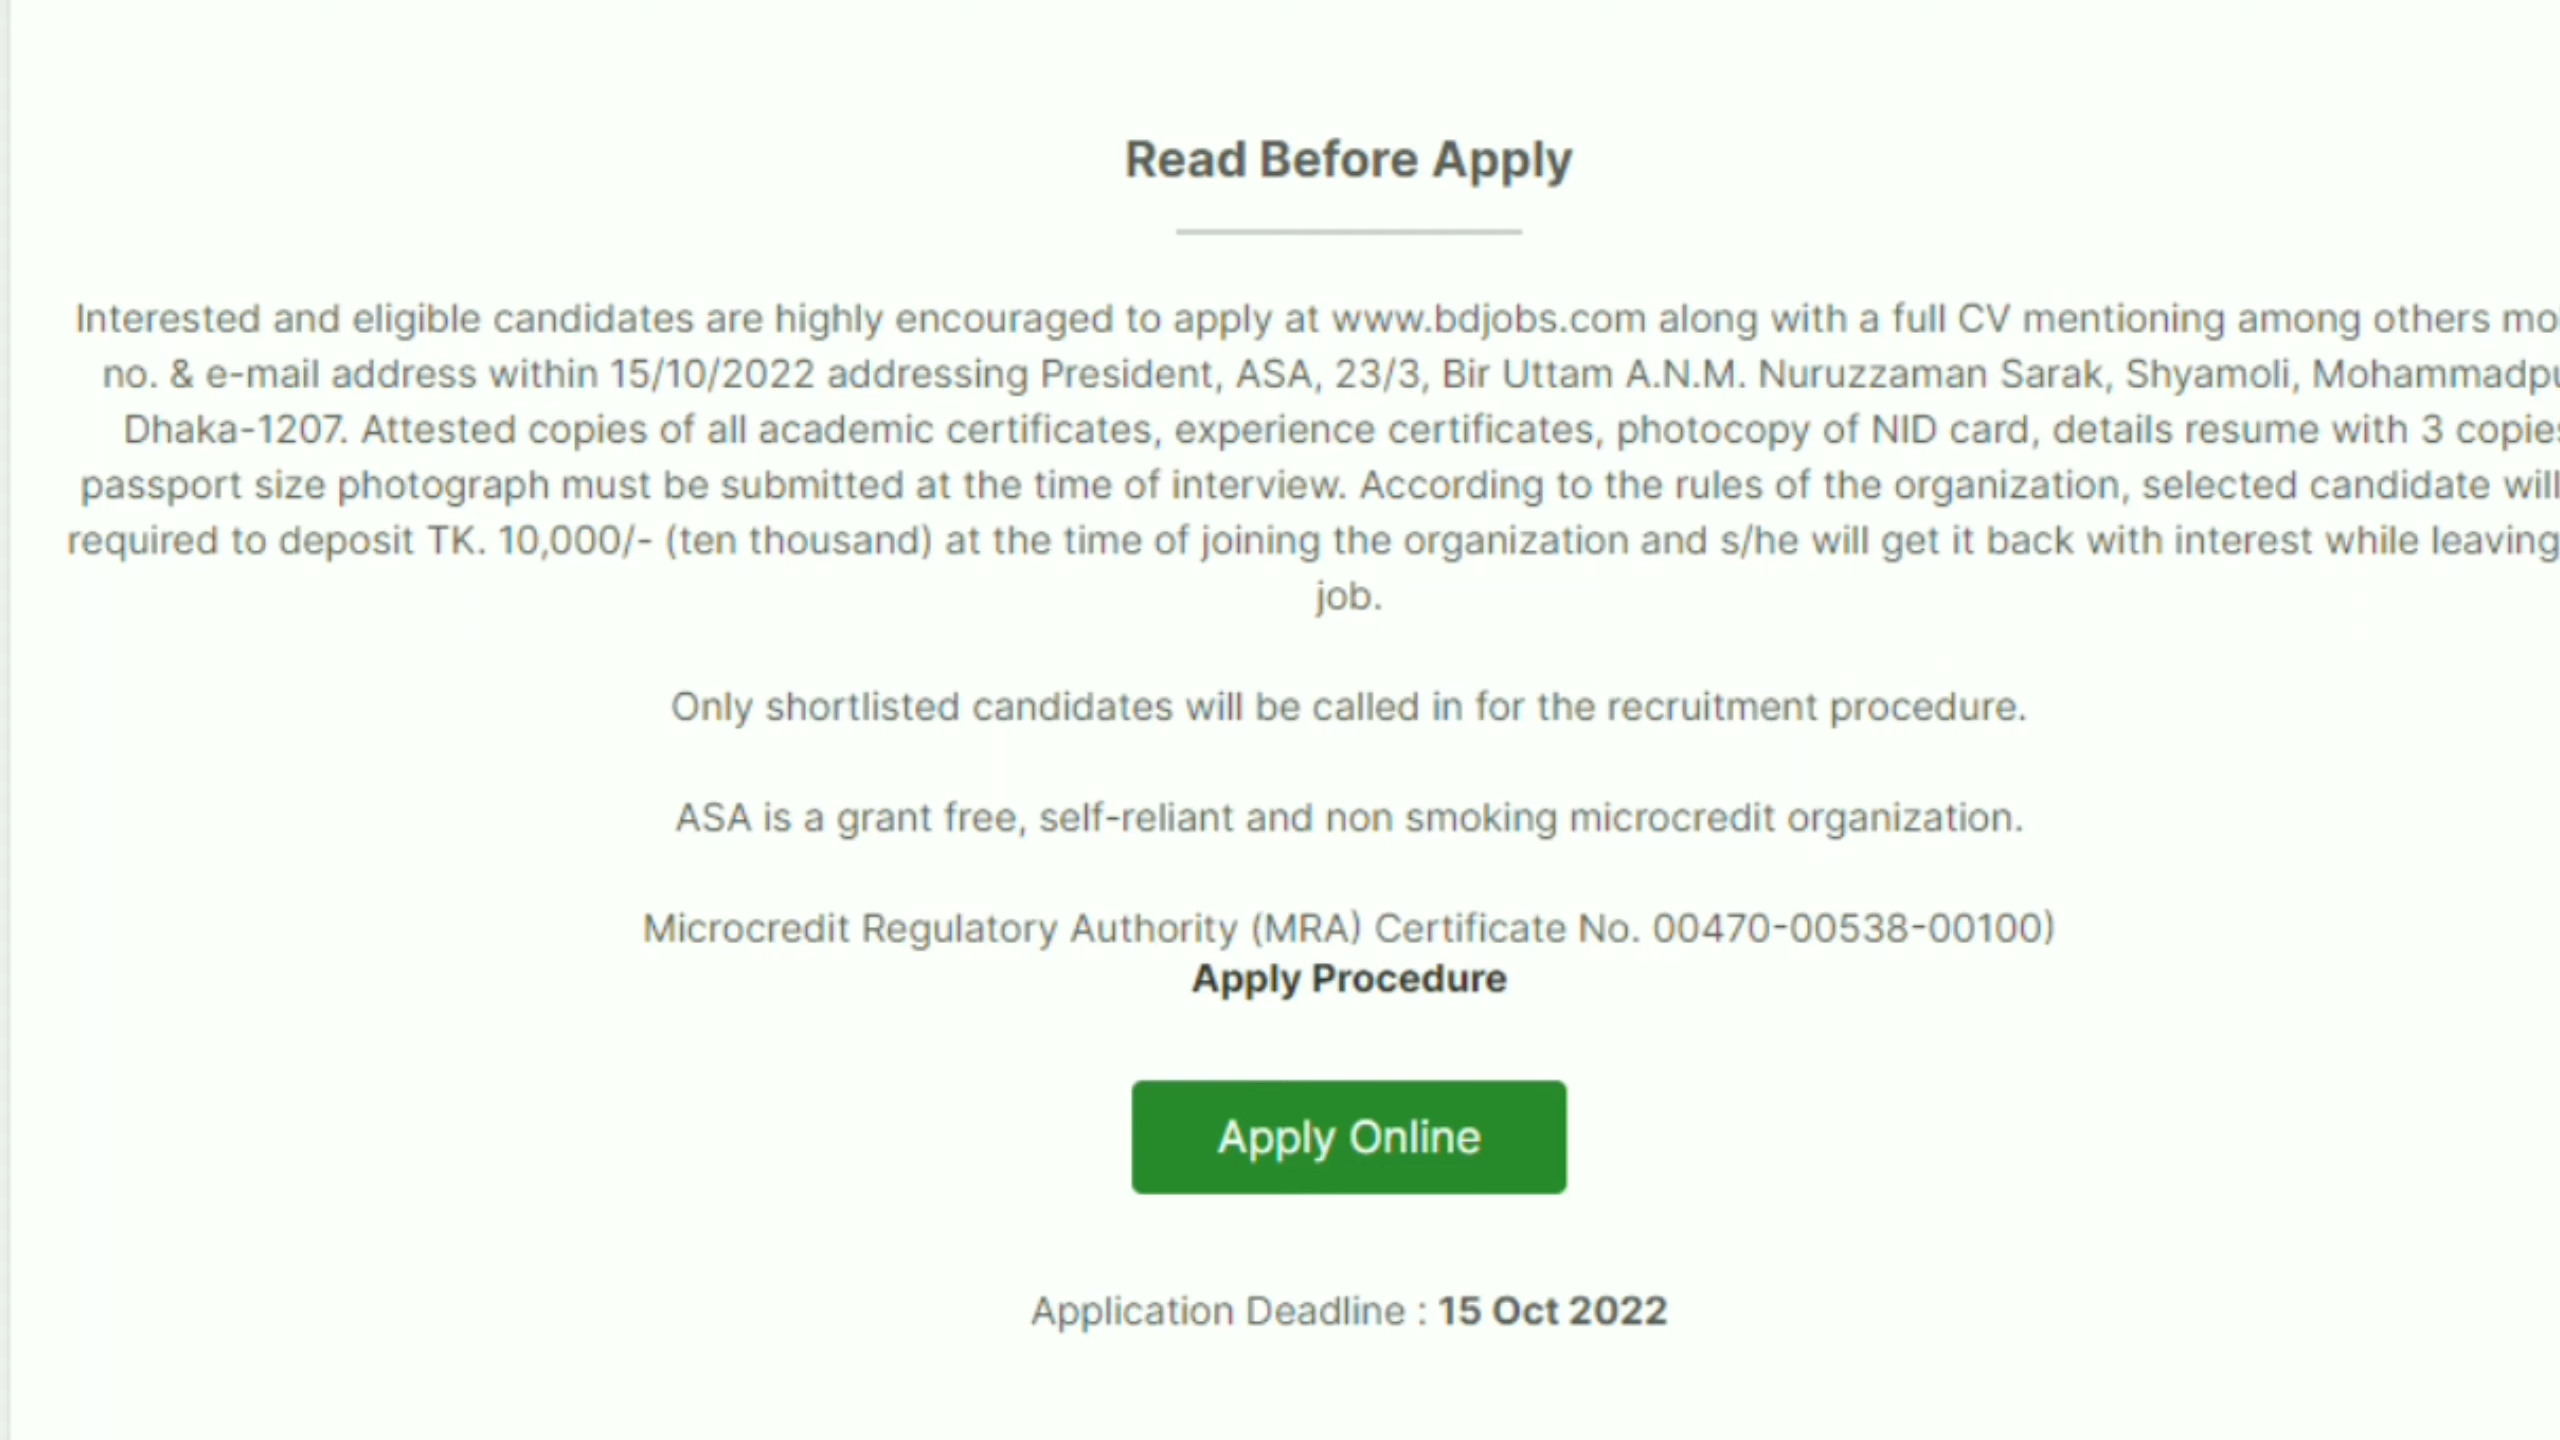 Read Before Apply
Interested and eligible candidates are highly encouraged to apply at www.bdjobs.com along with a full CV mentioning among others
no. & e-mail address within 15/10/2022 addressing President, ASA, 23/3, Bir Uttam A.N.M. Nuruzzaman Sarak, Shyamoli,
Dhaka-1207. Attested copies of all academic certificates, experience certificates, photocopy of NID card, details resume with 3
passport size photograph must be submitted at the time of interview. According to the rules of the organization, selected candidate will
required to deposit TK. 10,000/- (ten thousand) at the time of joining the organization and s/he will get it back with interest while leaving
job.
Only shortlisted candidates will be called in for the recruitment procedure.
ASA is a grant free, self-reliant and non smoking microcredit organization.
Microcredit Regulatory Authority (MRA) Certificate No. 00470-00538-00100)
Apply Procedure
Apply Online
Application Deadline : 15 Oct 2022